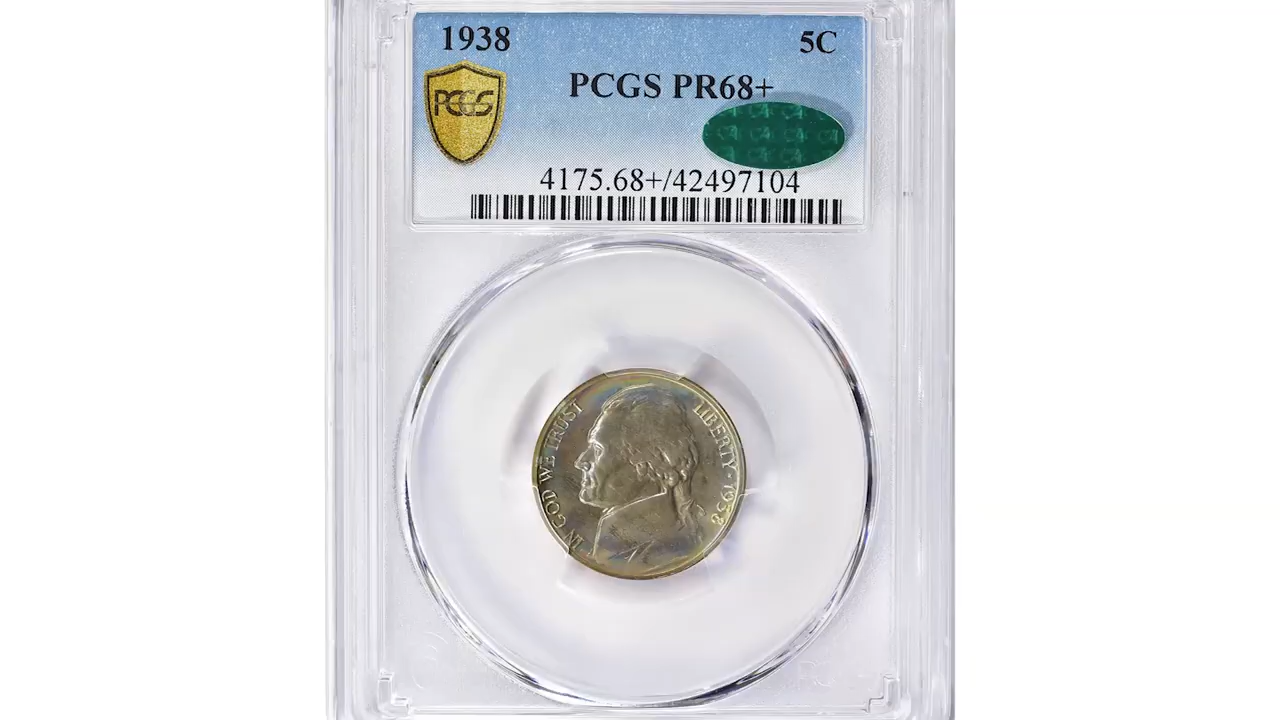 1938 5C
PCGS PCGS PR68+
4175.68+/42497104
IN GOD WE TRUST
LIBERTY · 1938